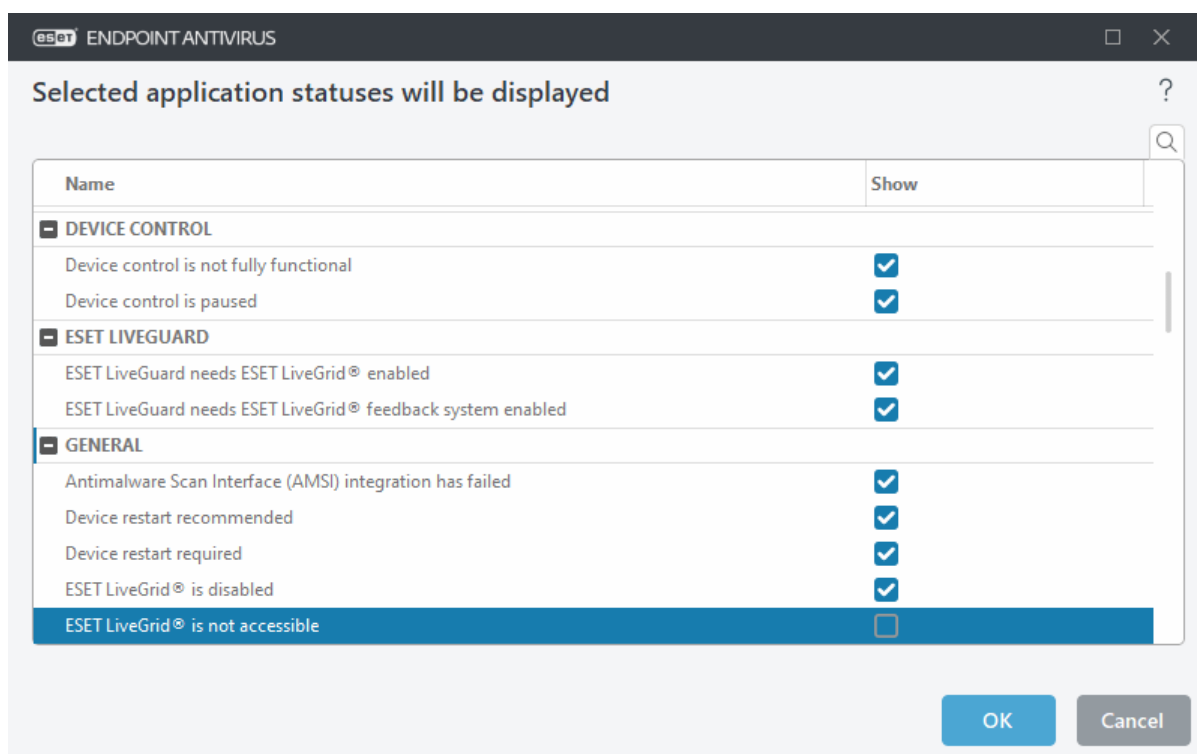 eset ENDPOINT ANTIVIRUS
Selected application statuses will be displayed
?
Name Show
DEVICE CONTROL
Device control is not fully functional
Device control is paused
ESET LIVEGUARD
ESET LiveGuard needs ESET LiveGrid® enabled
ESET LiveGuard needs ESET LiveGrid® feedback system enabled
GENERAL
Antimalware Scan Interface (AMSI) integration has failed
Device restart recommended
Device restart required
ESET LiveGrid® is disabled
ESET LiveGrid® is not accessible
OK Cancel